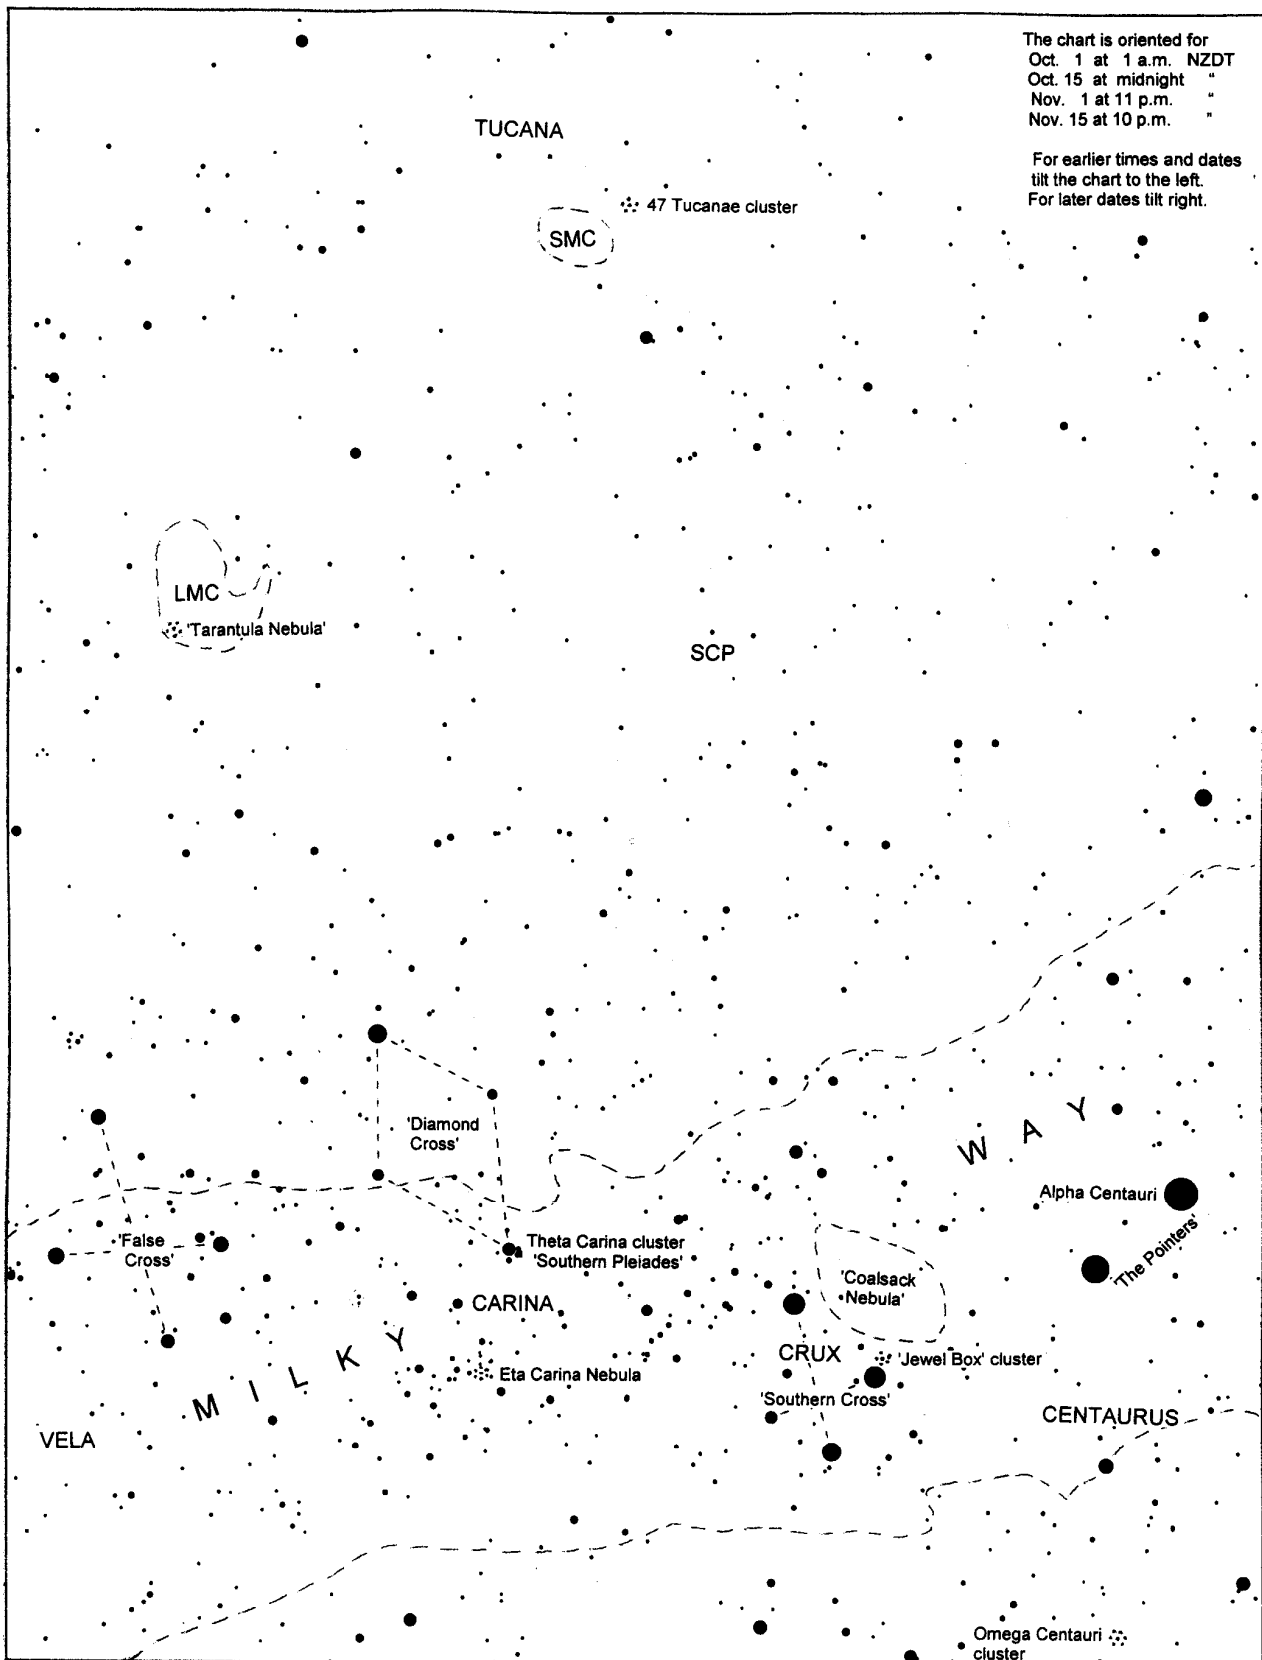 The chart is oriented for
Oct. 1 at 1 a.m. NZDT
Oct. 15 at midnight "
Nov. 1 at 11 p.m. "
Nov. 15 at 10 p.m. "
For earlier times and dates
tilt the chart to the left.
For later dates tilt right.
TUCANA
47 Tucanae cluster
SMC
LMC
'Tarantula Nebula'
SCP
'Diamond
Cross'
MILKY WAY
Alpha Centauri
'The Pointers'
'False
Cross'
Theta Carina cluster
'Southern Pleiades'
'Coalsack
Nebula'
CARINA
CRUX
'Jewel Box' cluster
Eta Carina Nebula
'Southern Cross'
CENTAURUS
VELA
Omega Centauri
cluster